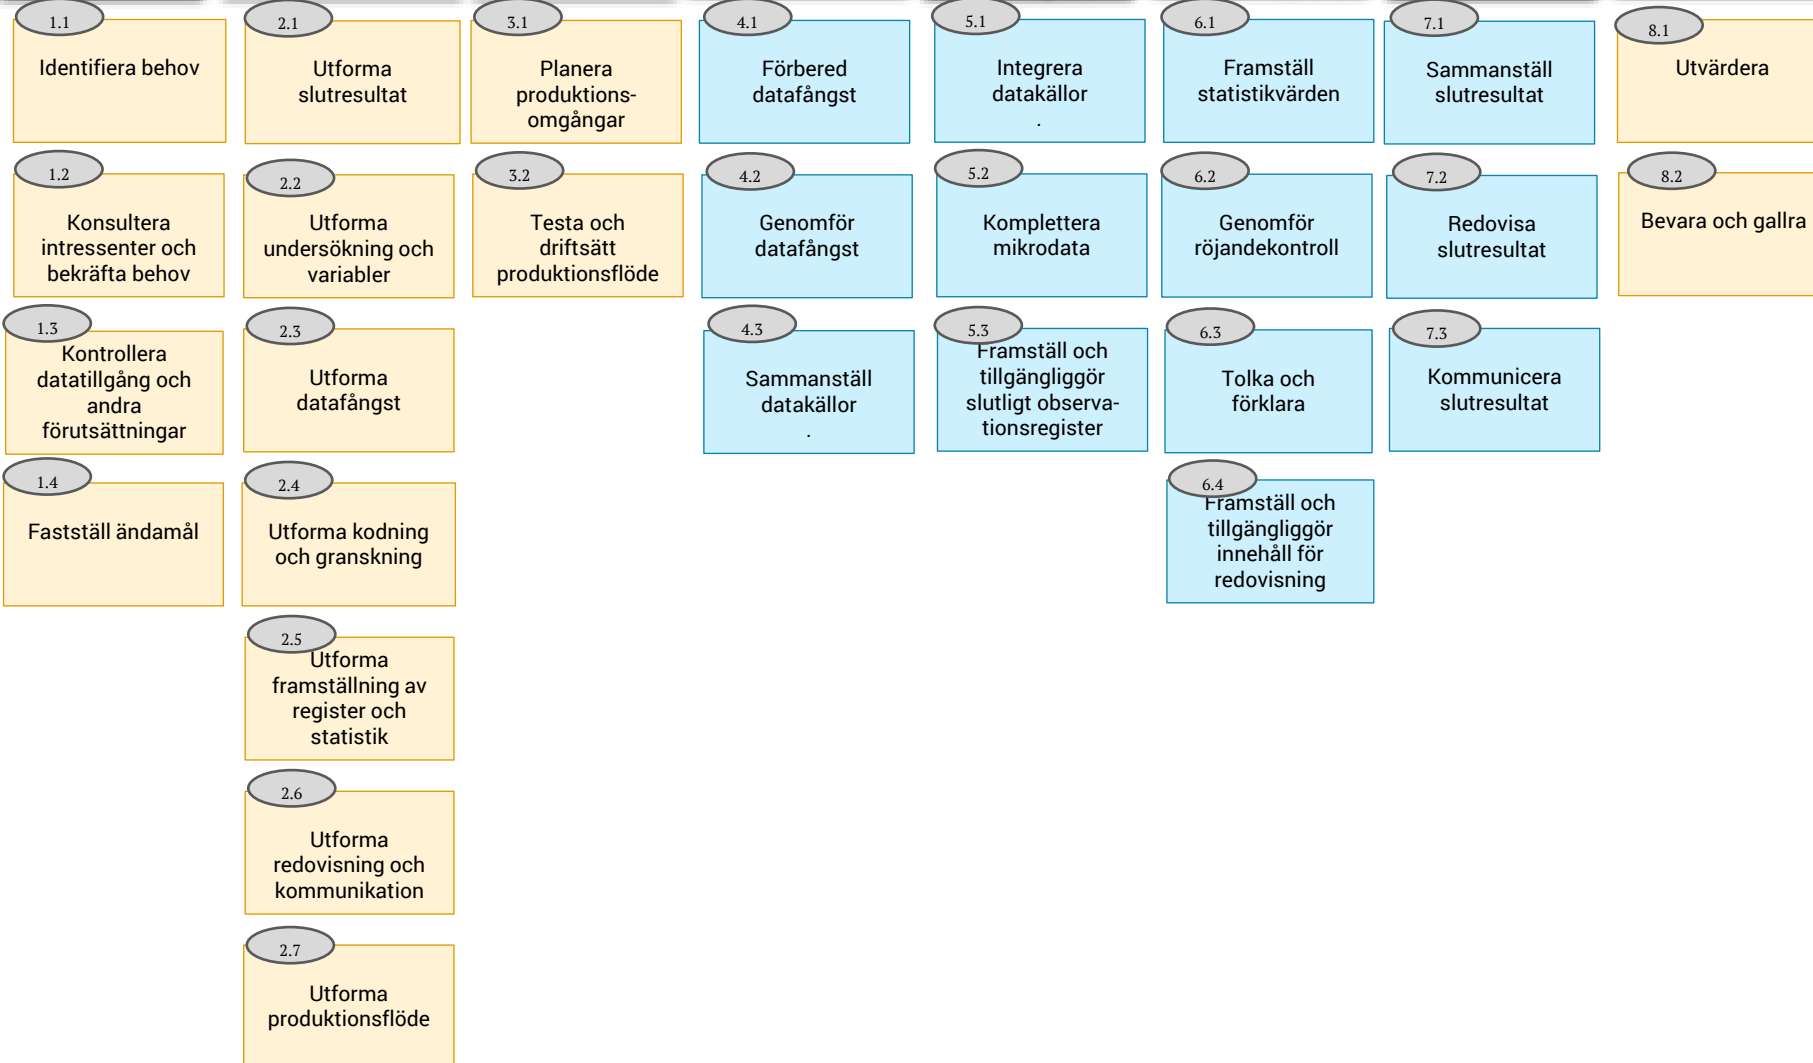 1.1
Identifiera behov
1.2
Konsultera
intressenter och
bekräfta behov
1.3
Kontrollera
datatillgång och
andra
förutsättningar
1.4
Fastställ ändamål
2.1
Utforma
slutresultat
2.2
Utforma
undersökning och
variabler
2.3
Utforma
datafångst
2.4
Utforma kodning
och granskning
2.5
Utforma
framställning av
register och
statistik
2.6
Utforma
redovisning och
kommunikation
2.7
Utforma
produktionsflöde
3.1
Planera
produktions-
omgångar
3.2
Testa och
driftsätt
produktionsflöde
4.1
Förbered
datafångst
4.2
Genomför
datafångst
4.3
Sammanställ
datakällor
.
5.1
Integrera
datakällor
.
5.2
Komplettera
mikrodata
5.3
Framställ och
tillgängliggör
slutligt observa-
tionsregister
6.1
Framställ
statistikvärden
6.2
Genomför
röjandekontroll
6.3
Tolka och
förklara
6.4
Framställ och
tillgängliggör
innehåll för
redovisning
7.1
Sammanställ
slutresultat
7.2
Redovisa
slutresultat
7.3
Kommunicera
slutresultat
8.1
Utvärdera
8.2
Bevara och gallra